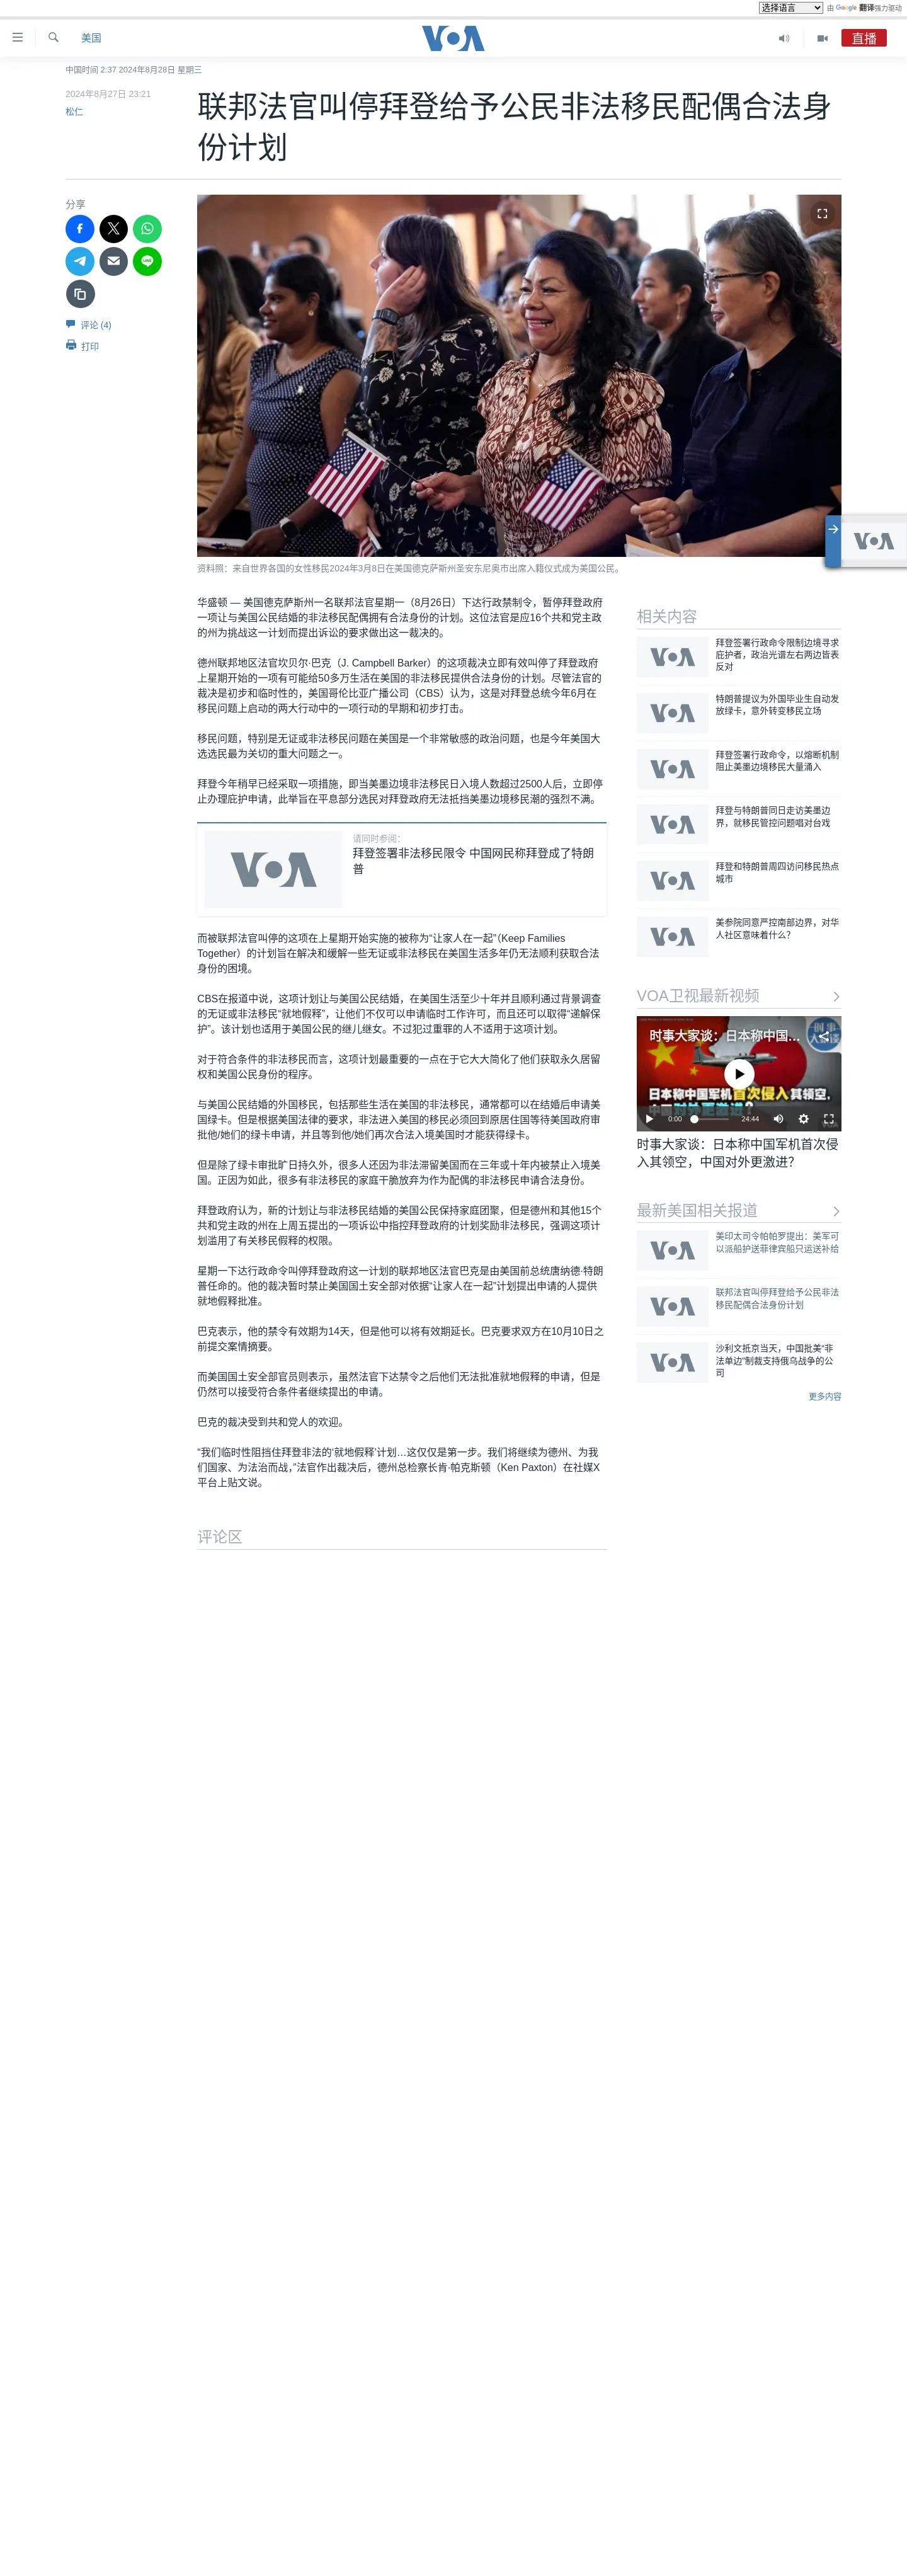 选择语言 由 Google 翻译强力驱动
美国
VOA
直播
中国时间 2:37 2024年8月28日 星期三
2024年8月27日 23:21
松仁
联邦法官叫停拜登给予公民非法移民配偶合法身
份计划
分享
评论 (4)
打印
资料照：来自世界各国的女性移民2024年3月8日在美国德克萨斯州圣安东尼奥市出席入籍仪式成为美国公民。
VOA
华盛顿 — 美国德克萨斯州一名联邦法官星期一（8月26日）下达行政禁制令，暂停拜登政府
一项让与美国公民结婚的非法移民配偶拥有合法身份的计划。这位法官是应16个共和党主政
的州为挑战这一计划而提出诉讼的要求做出这一裁决的。
德州联邦地区法官坎贝尔·巴克（J. Campbell Barker）的这项裁决立即有效叫停了拜登政府
上星期开始的一项有可能给50多万生活在美国的非法移民提供合法身份的计划。尽管法官的
裁决是初步和临时性的，美国哥伦比亚广播公司（CBS）认为，这是对拜登总统今年6月在
移民问题上启动的两大行动中的一项行动的早期和初步打击。
移民问题，特别是无证或非法移民问题在美国是一个非常敏感的政治问题，也是今年美国大
选选民最为关切的重大问题之一。
拜登今年稍早已经采取一项措施，即当美墨边境非法移民日入境人数超过2500人后，立即停
止办理庇护申请，此举旨在平息部分选民对拜登政府无法抵挡美墨边境移民潮的强烈不满。
VOA
请同时参阅：
拜登签署非法移民限令 中国网民称拜登成了特朗
普
而被联邦法官叫停的这项在上星期开始实施的被称为“让家人在一起”（Keep Families
Together）的计划旨在解决和缓解一些无证或非法移民在美国生活多年仍无法顺利获取合法
身份的困境。
CBS在报道中说，这项计划让与美国公民结婚，在美国生活至少十年并且顺利通过背景调查
的无证或非法移民“就地假释”，让他们不仅可以申请临时工作许可，而且还可以取得“递解保
护”。该计划也适用于美国公民的继儿继女。不过犯过重罪的人不适用于这项计划。
对于符合条件的非法移民而言，这项计划最重要的一点在于它大大简化了他们获取永久居留
权和美国公民身份的程序。
与美国公民结婚的外国移民，包括那些生活在美国的非法移民，通常都可以在结婚后申请美
国绿卡。但是根据美国法律的要求，非法进入美国的移民必须回到原居住国等待美国政府审
批他/她们的绿卡申请，并且等到他/她们再次合法入境美国时才能获得绿卡。
但是除了绿卡审批旷日持久外，很多人还因为非法滞留美国而在三年或十年内被禁止入境美
国。正因为如此，很多有非法移民的家庭干脆放弃为作为配偶的非法移民申请合法身份。
拜登政府认为，新的计划让与非法移民结婚的美国公民保持家庭团聚，但是德州和其他15个
共和党主政的州在上周五提出的一项诉讼中指控拜登政府的计划奖励非法移民，强调这项计
划滥用了有关移民假释的权限。
星期一下达行政命令叫停拜登政府这一计划的联邦地区法官巴克是由美国前总统唐纳德·特朗
普任命的。他的裁决暂时禁止美国国土安全部对依据“让家人在一起”计划提出申请的人提供
就地假释批准。
巴克表示，他的禁令有效期为14天，但是他可以将有效期延长。巴克要求双方在10月10日之
前提交案情摘要。
而美国国土安全部官员则表示，虽然法官下达禁令之后他们无法批准就地假释的申请，但是
仍然可以接受符合条件者继续提出的申请。
巴克的裁决受到共和党人的欢迎。
“我们临时性阻挡住拜登非法的‘就地假释’计划…这仅仅是第一步。我们将继续为德州、为我
们国家、为法治而战，”法官作出裁决后，德州总检察长肯·帕克斯顿（Ken Paxton）在社媒X
平台上贴文说。
评论区
相关内容
VOA
拜登签署行政命令限制边境寻求
庇护者，政治光谱左右两边皆表
反对
VOA
特朗普提议为外国毕业生自动发
放绿卡，意外转变移民立场
VOA
拜登签署行政命令，以熔断机制
阻止美墨边境移民大量涌入
VOA
拜登与特朗普同日走访美墨边
界，就移民管控问题唱对台戏
VOA
拜登和特朗普周四访问移民热点
城市
VOA
美参院同意严控南部边界，对华
人社区意味着什么？
VOA卫视最新视频
时事大家谈：日本称中国...
时事大家谈
日本称中国军机首次侵入其领空，
中国对外更激进？
0:00 24:44
时事大家谈：日本称中国军机首次侵
入其领空，中国对外更激进？
最新美国相关报道
VOA
美印太司令帕帕罗提出：美军可
以派船护送菲律宾船只运送补给
VOA
联邦法官叫停拜登给予公民非法
移民配偶合法身份计划
VOA
沙利文抵京当天，中国批美“非
法单边”制裁支持俄乌战争的公
司
更多内容